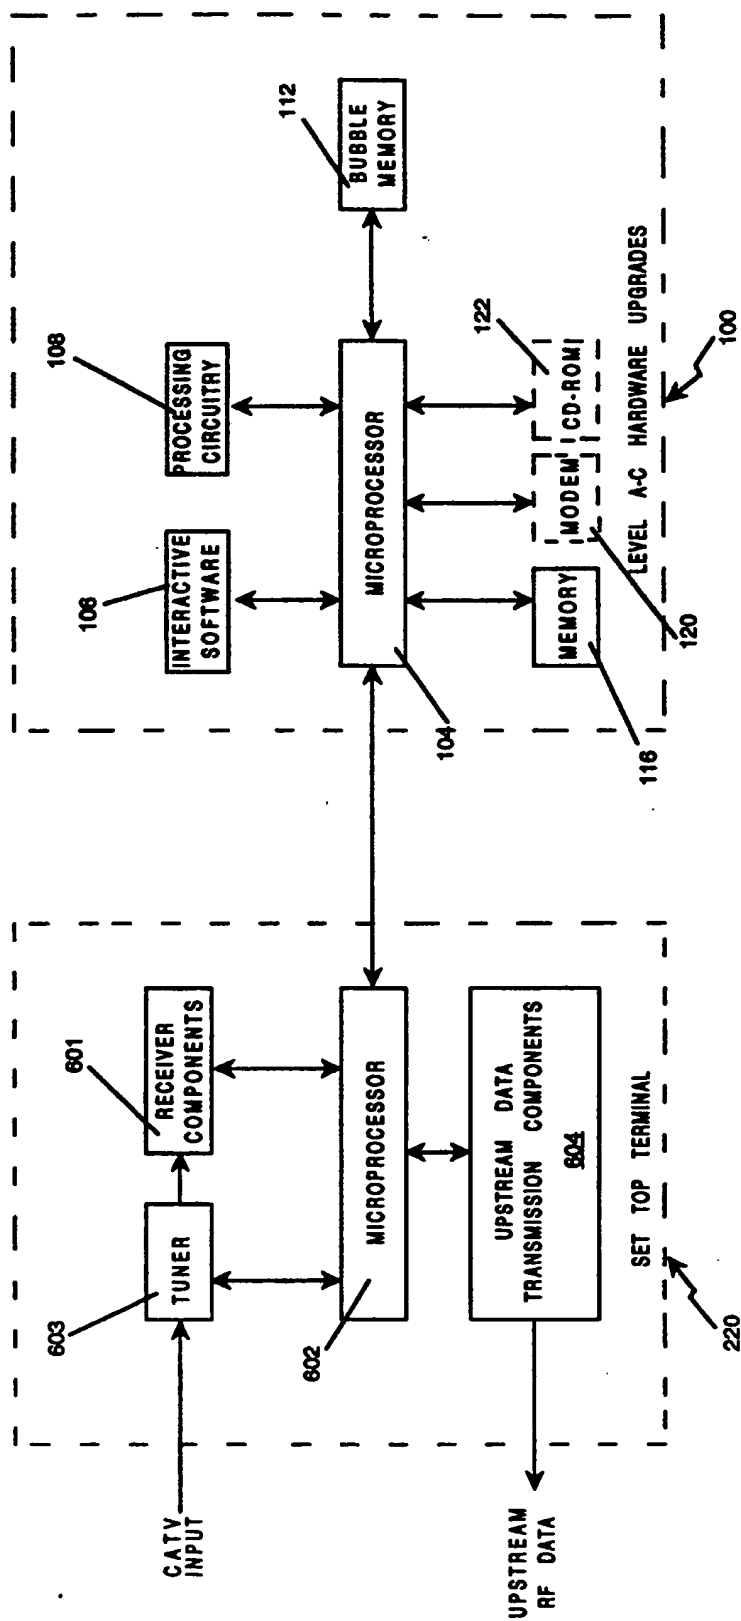 CATV
INPUT
603
TUNER
601
RECEIVER
COMPONENTS
602
MICROPROCESSOR
UPSTREAM DATA
TRANSMISSION COMPONENTS
604
UPSTREAM
RF DATA
SET TOP TERMINAL
220
106
INTERACTIVE
SOFTWARE
108
PROCESSING
CIRCUITRY
104
MICROPROCESSOR
112
BUBBLE
MEMORY
116
MEMORY
120
MODEM
122
CD-ROM
LEVEL A-C HARDWARE UPGRADES
100